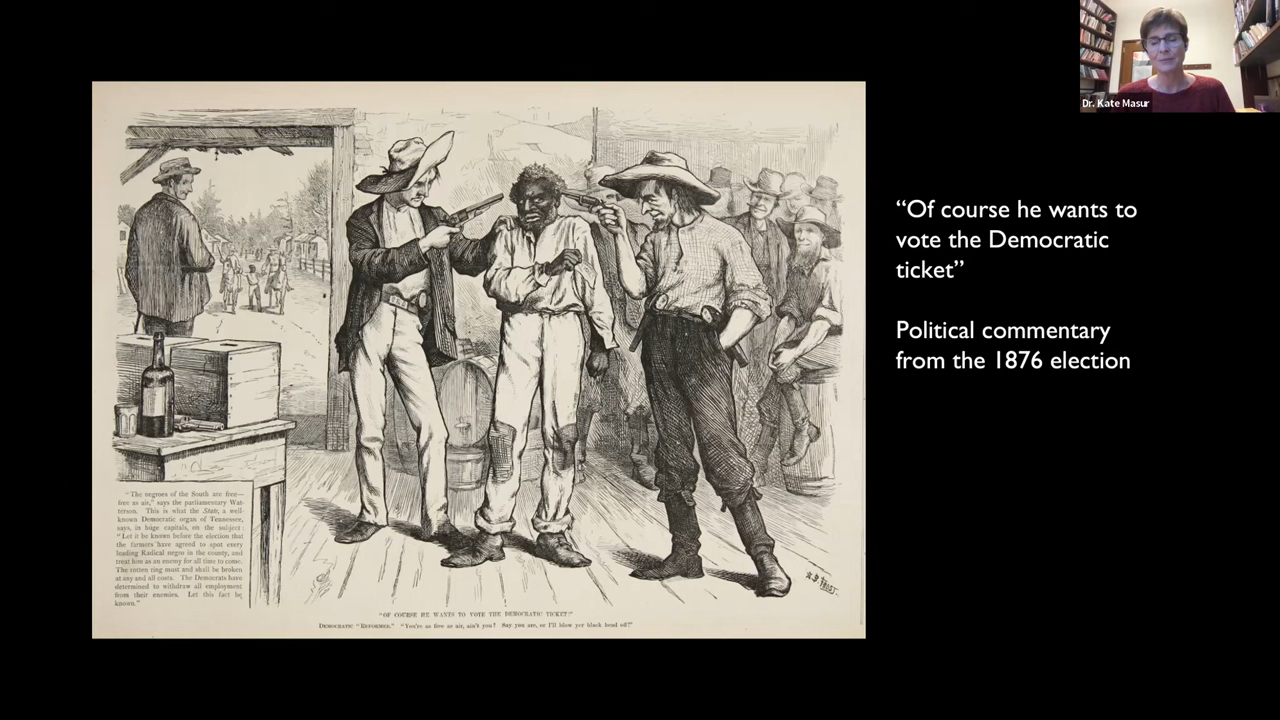 Dr. Kate Masur
“Of course he wants to
vote the Democratic
ticket”
Political commentary
from the 1876 election
"The negroes of the South are free—
free as air," says the parliamentary Wat-
terson. This is what the State, a well-
known Democratic organ of Tennessee,
says, in huge capitals, on the subject:
"Let it be known before the election that
the farmers have agreed to spot every
leading Radical negro in the county, and
treat him as an enemy for all time to come.
The rotten ring must and shall be broken
at any and all costs. The Democrats have
determined to withdraw all employment
from their enemies. Let this fact be
known."
"OF COURSE HE WANTS TO VOTE THE DEMOCRATIC TICKET!"
DEMOCRATIC "REFORMER." "You're as free as air, ain't you? Say you are, or I'll blow yer black head off!"